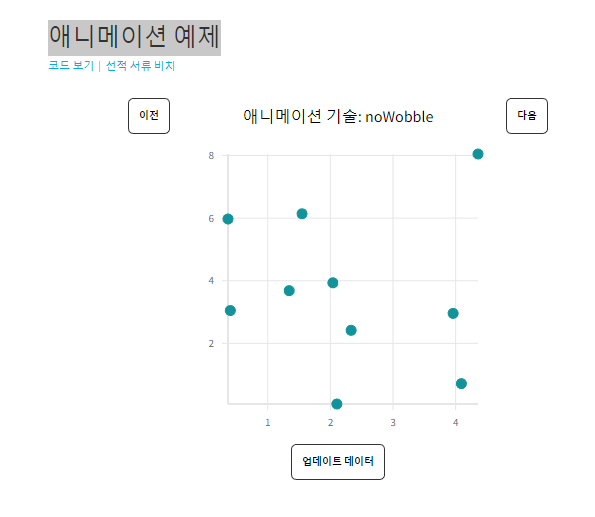 애니메이션 예제
코드 보기 | 선적 서류 비치
이전
애니메이션 기술: noWobble
다음
8
6
4
2
1 2 3 4
업데이트 데이터